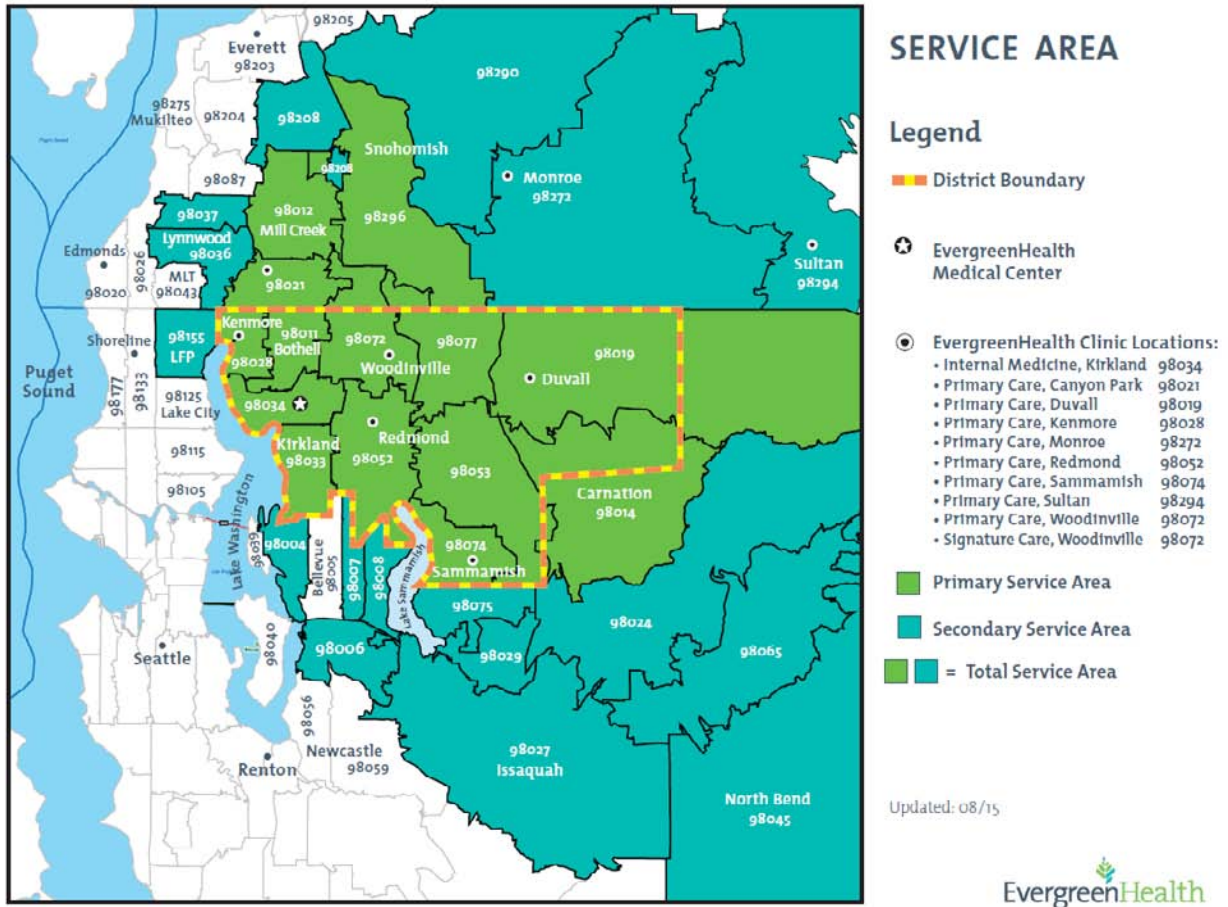 98205
Everett
98203
98275
Mukilteo
98204
98208
98290
SERVICE AREA
Snohomish
98208
98087
Monroe
98272
Legend
District Boundary
98037
98012
Mill Creek
98296
Lynnwood
98036
Edmonds
98020
98026
MLT
98043
98021
Sultan
98294
EvergreenHealth
Medical Center
Kenmore
98028
98011
Bothell
98072
Woodinville
98077
98019
Duvall
Shoreline
98155
LFP
Puget
Sound
98177
98133
98125
Lake City
98034
Kirkland
98033
Redmond
98052
98053
98115
98105
Carnation
98014
EvergreenHealth Clinic Locations:
• Internal Medicine, Kirkland 98034
• Primary Care, Canyon Park 98021
• Primary Care, Duvall 98019
• Primary Care, Kenmore 98028
• Primary Care, Monroe 98272
• Primary Care, Redmond 98052
• Primary Care, Sammamish 98074
• Primary Care, Sultan 98294
• Primary Care, Woodinville 98072
• Signature Care, Woodinville 98072
Lake Washington
98039
98004
Bellevue
98005
98007
98008
Lake Sammamish
98074
Sammamish
98075
Primary Service Area
98024
98065
98029
Secondary Service Area
98006
98040
Seattle
= Total Service Area
98056
Newcastle
98059
Renton
98027
Issaquah
North Bend
98045
Updated: 08/15
EvergreenHealth